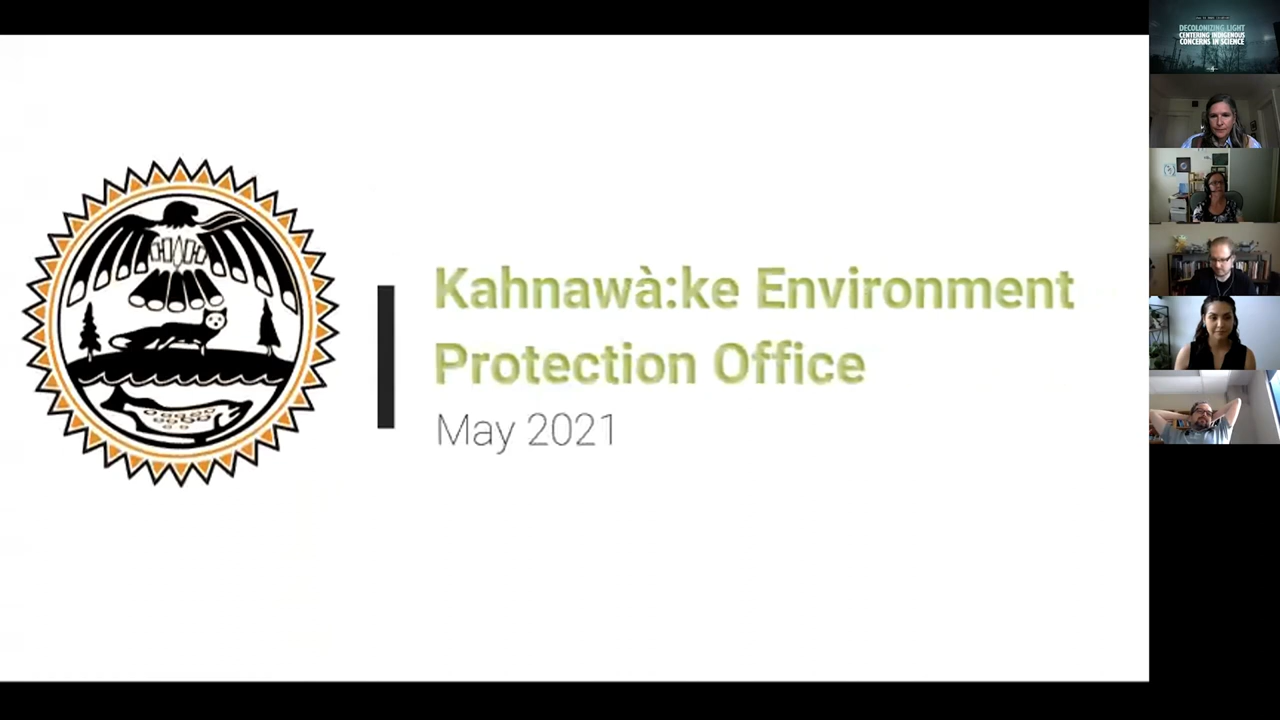 Kahnawà:ke Environment
Protection Office
May 2021
DECOLONIZING LIGHT
CENTERING INDIGENOUS
CONCERNS IN SCIENCE